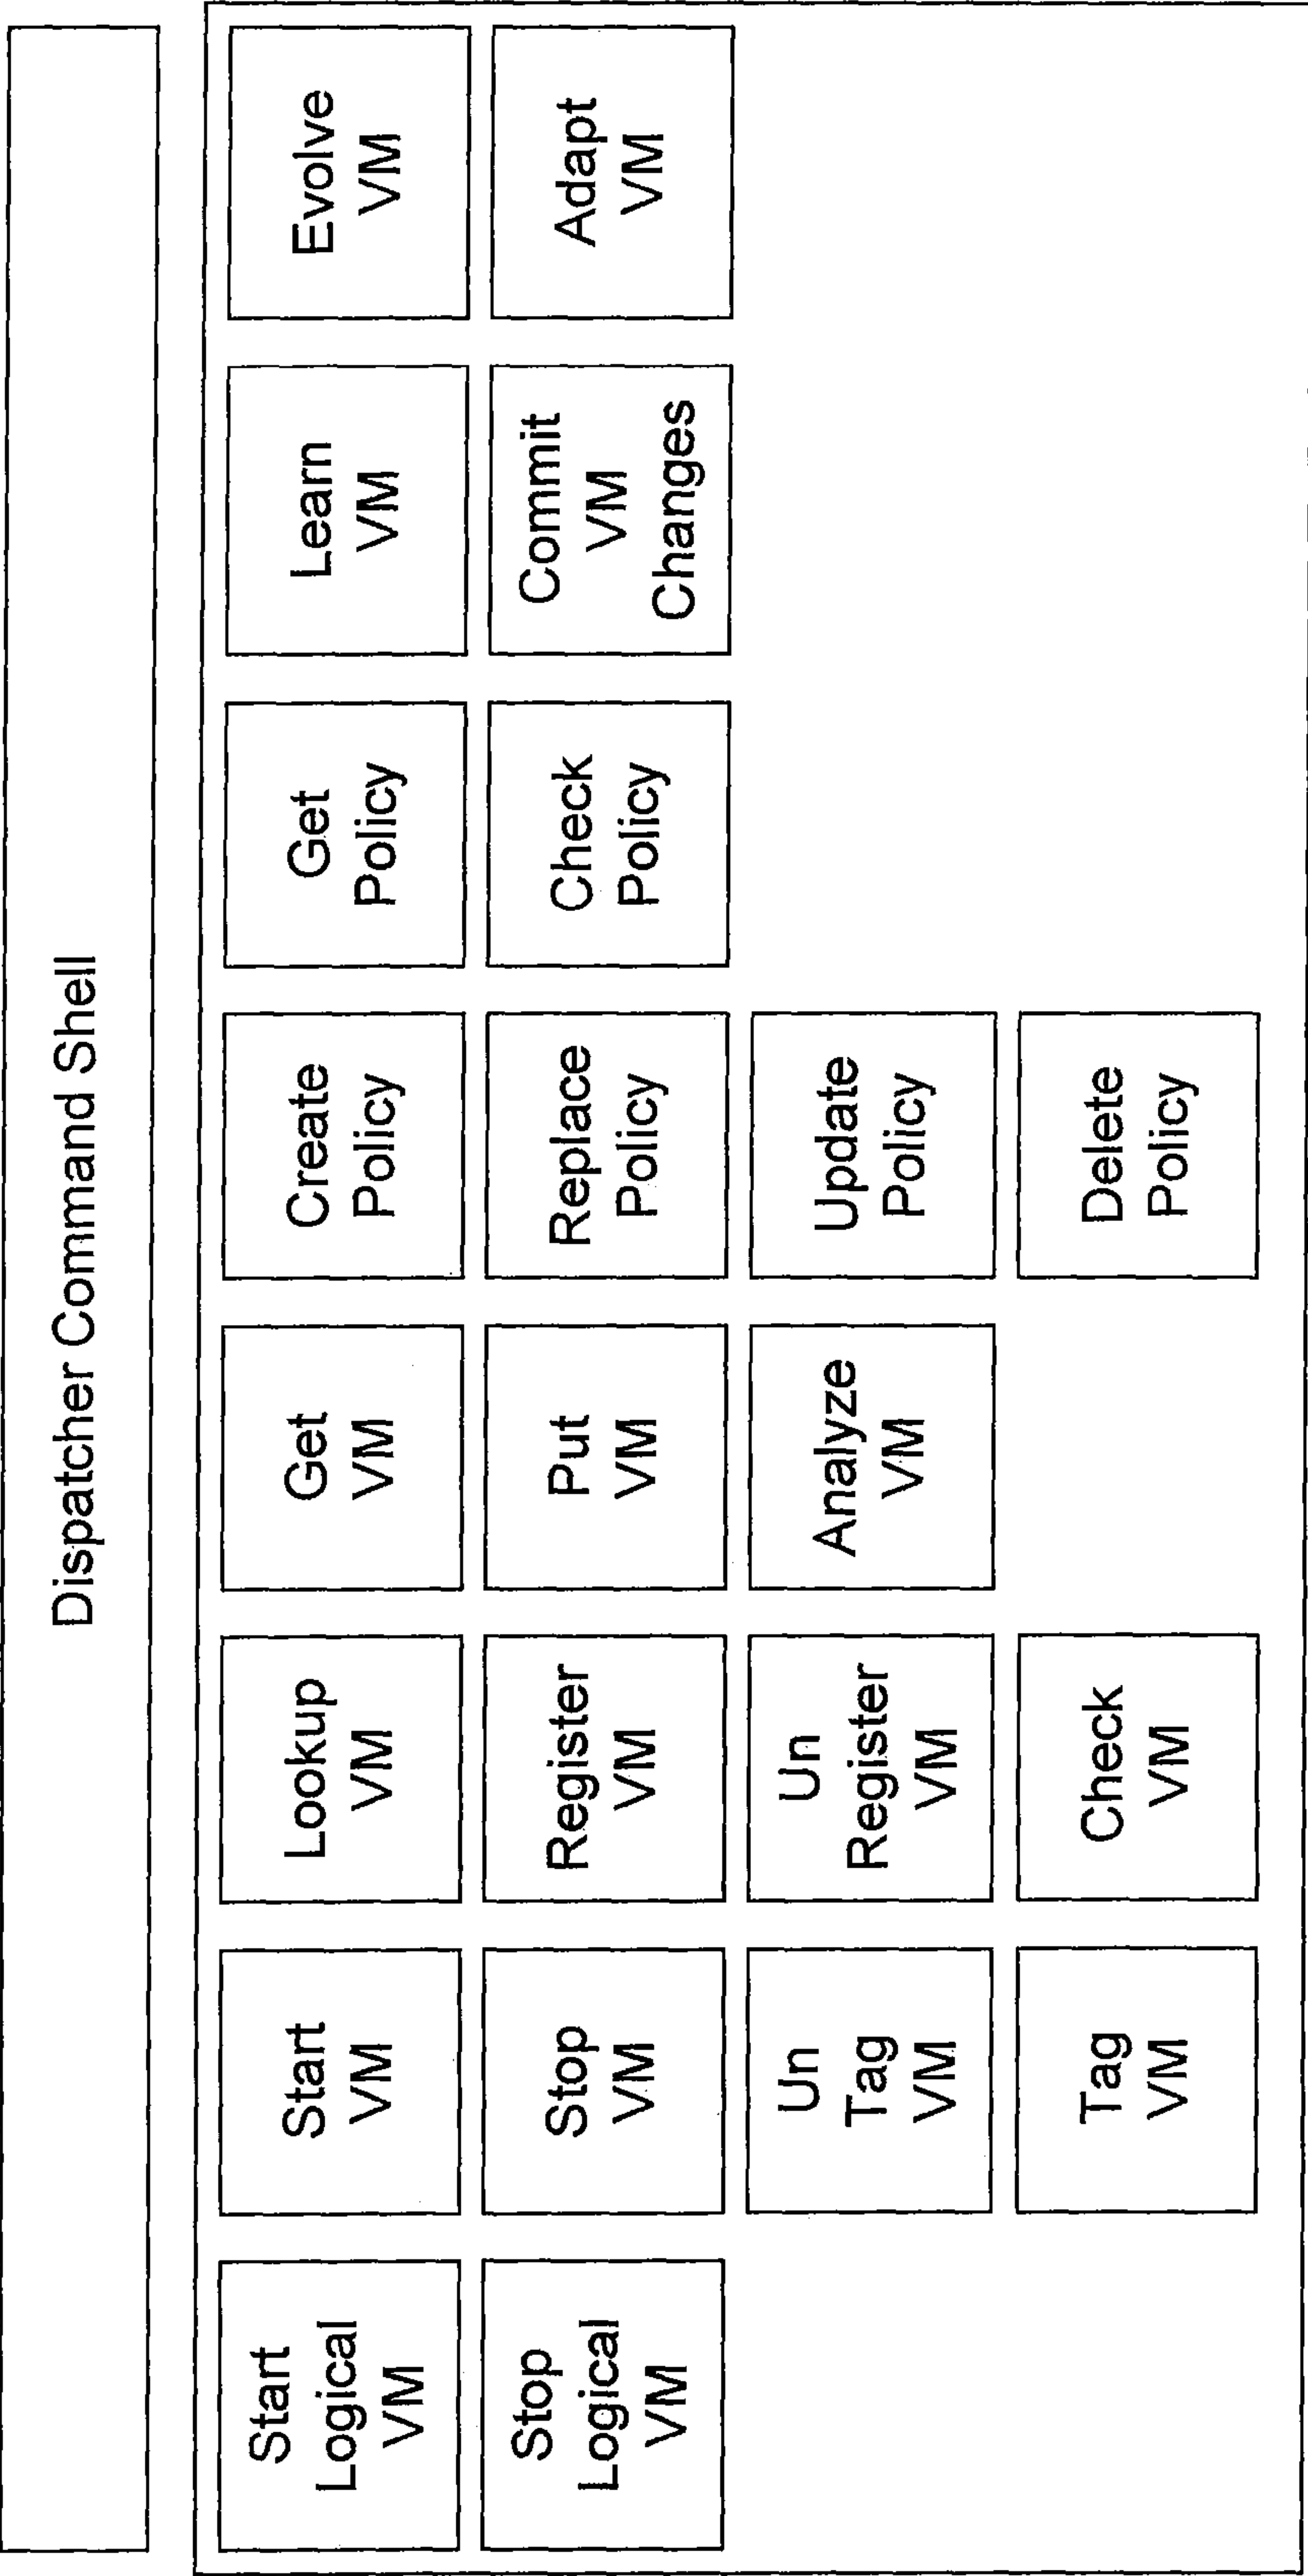 Dispatcher Command Shell
Start
Logical
VM
Start
VM
Lookup
VM
Get
VM
Create
Policy
Get
Policy
Learn
VM
Evolve
VM
Stop
Logical
VM
Stop
VM
Register
VM
Put
VM
Replace
Policy
Check
Policy
Commit
VM
Changes
Adapt
VM
Un
Tag
VM
Un
Register
VM
Analyze
VM
Update
Policy
Tag
VM
Check
VM
Delete
Policy